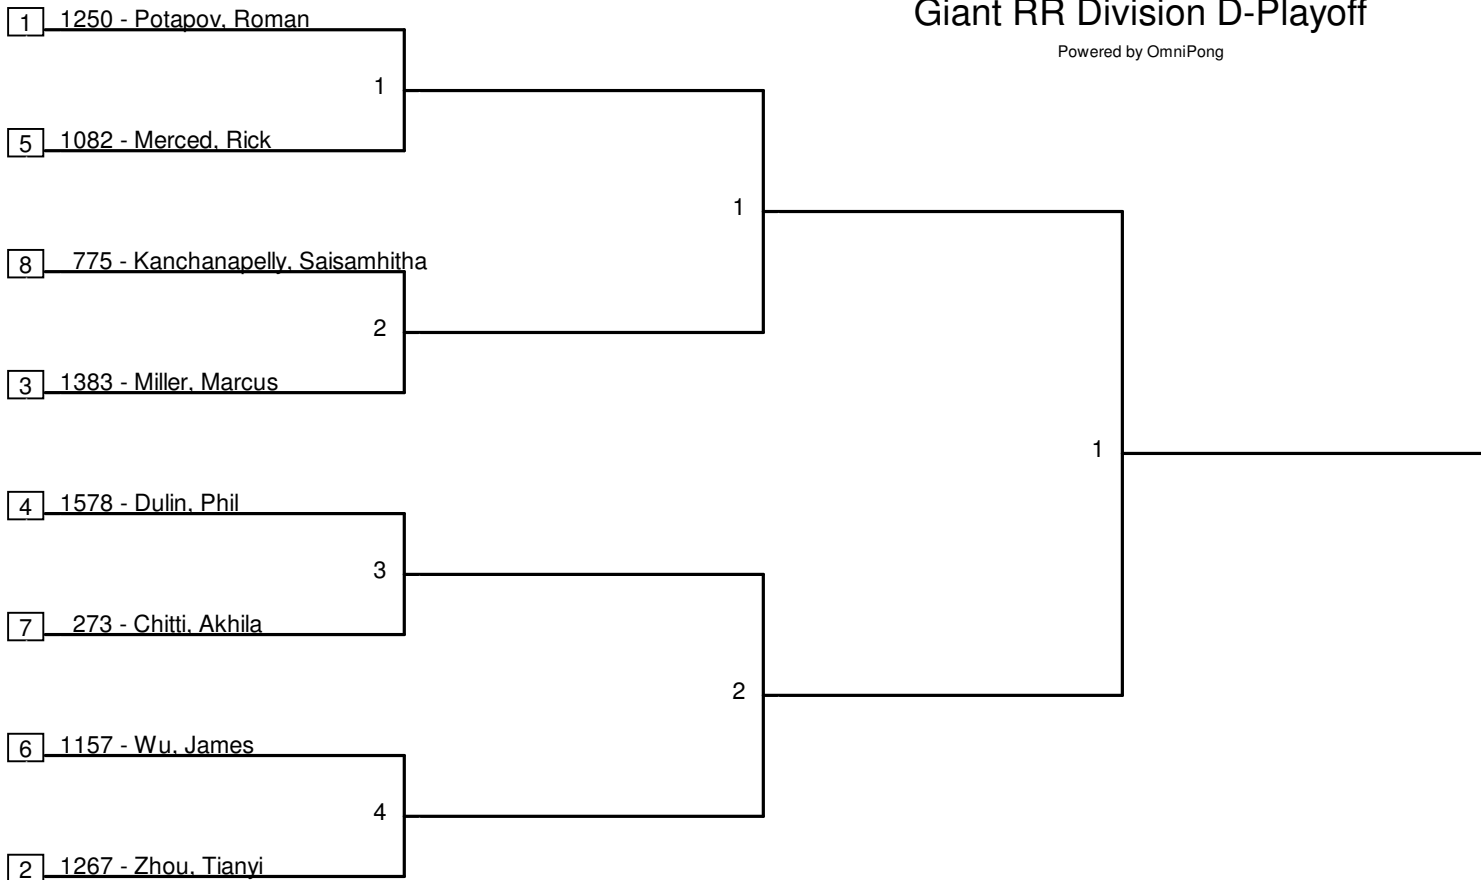 Giant RR Division D-Playoff
Powered by OmniPong
1 1250 - Potapov, Roman
1
5 1082 - Merced, Rick
1
8 775 - Kanchanapelly, Saisamhitha
2
3 1383 - Miller, Marcus
1
4 1578 - Dulin, Phil
3
7 273 - Chitti, Akhila
2
6 1157 - Wu, James
4
2 1267 - Zhou, Tianyi